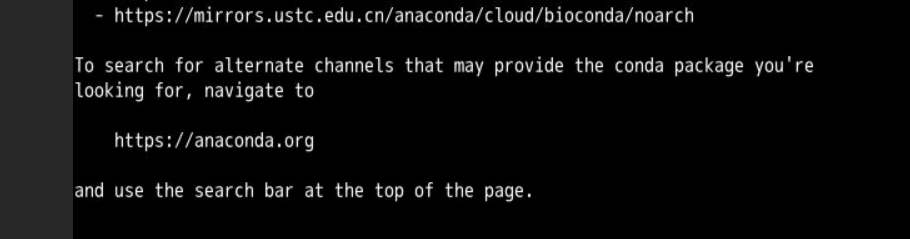 - https://mirrors.ustc.edu.cn/anaconda/cloud/bioconda/noarch
To search for alternate channels that may provide the conda package you're
looking for, navigate to
https://anaconda.org
and use the search bar at the top of the page.